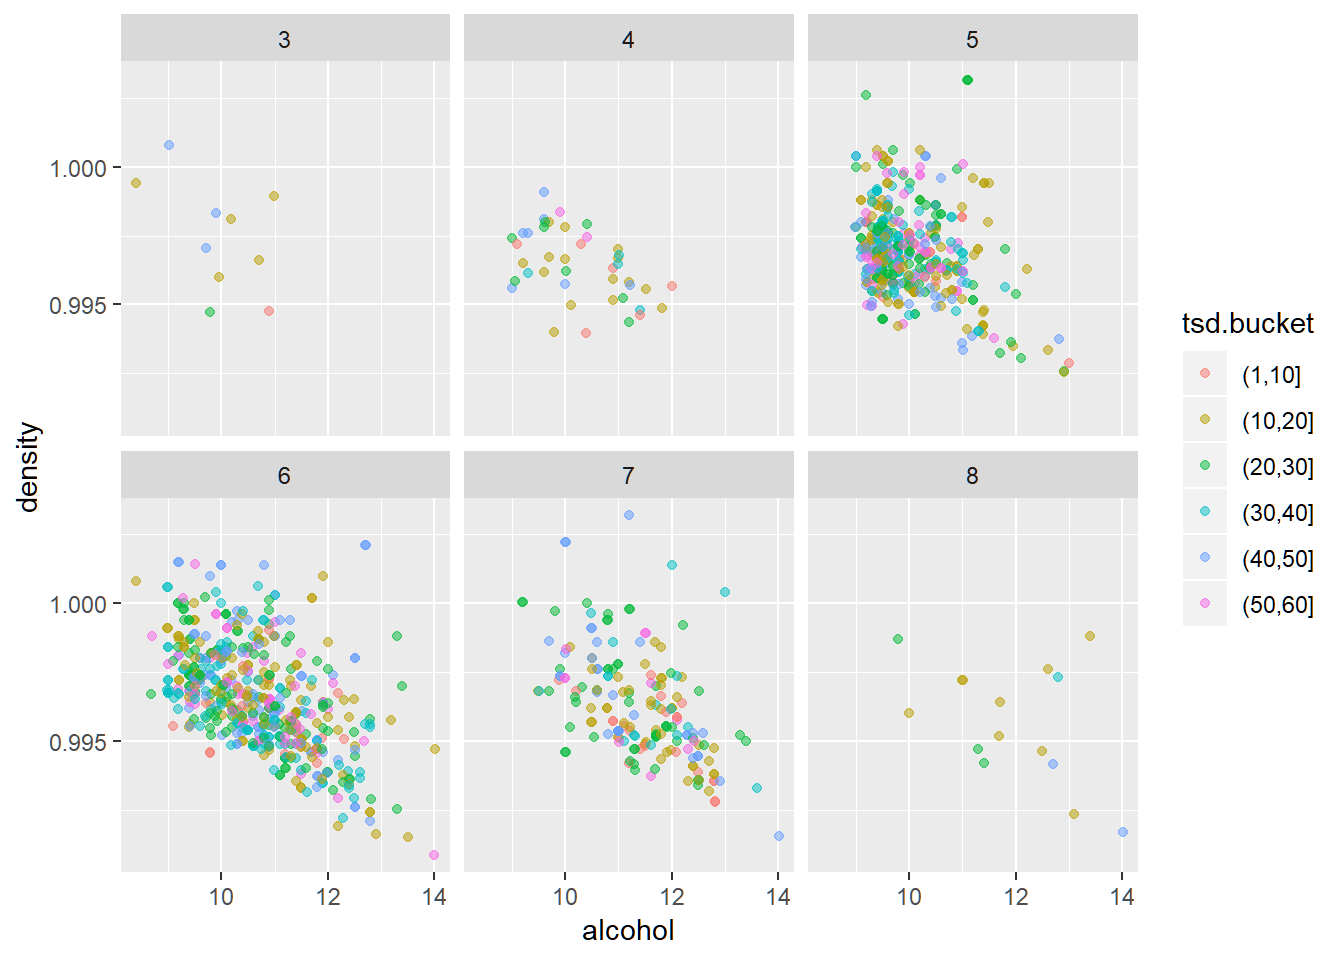 3 4 5
1.000
0.995
density
6 7 8
1.000
0.995
10 12 14 10 12 14 10 12 14
alcohol
tsd.bucket
(1,10]
(10,20]
(20,30]
(30,40]
(40,50]
(50,60]